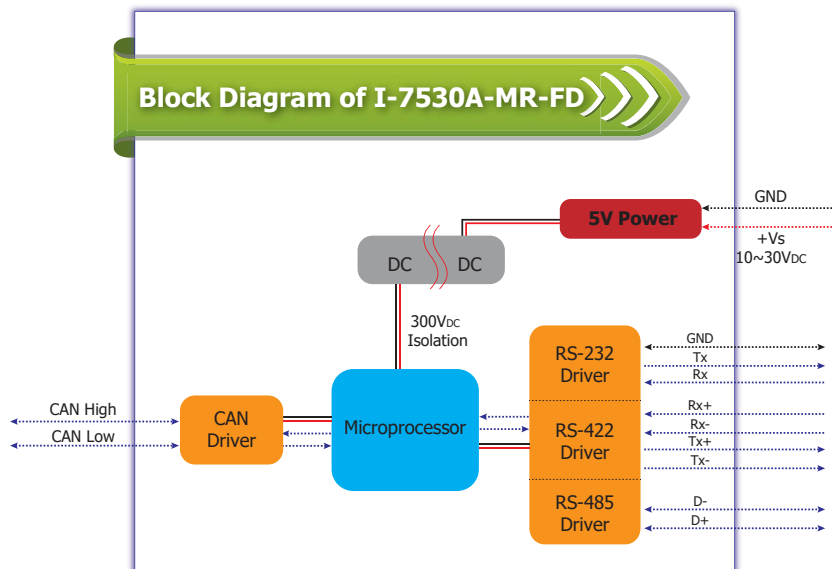 Block Diagram of I-7530A-MR-FD
5V Power
GND
+Vs
10~30VDC
DC
DC
300VDC
Isolation
CAN High
CAN Low
CAN
Driver
Microprocessor
RS-232
Driver
RS-422
Driver
RS-485
Driver
GND
Tx
Rx
Rx+
Rx-
Tx+
Tx-
D-
D+